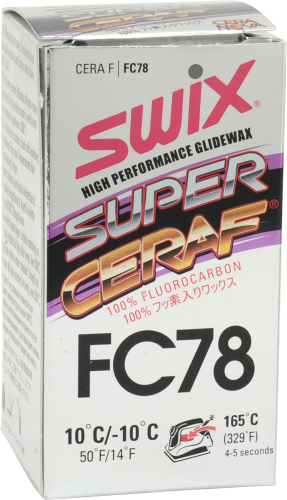 CERA F | FC78
SWIX®
HIGH PERFORMANCE GLIDEWAX
SUPER
CERAF®
100% FLUOROCARBON
100% フッ素入りワックス
FC78
10°C/-10°C
50°F/14°F
165°C
(329°F)
4-5 seconds